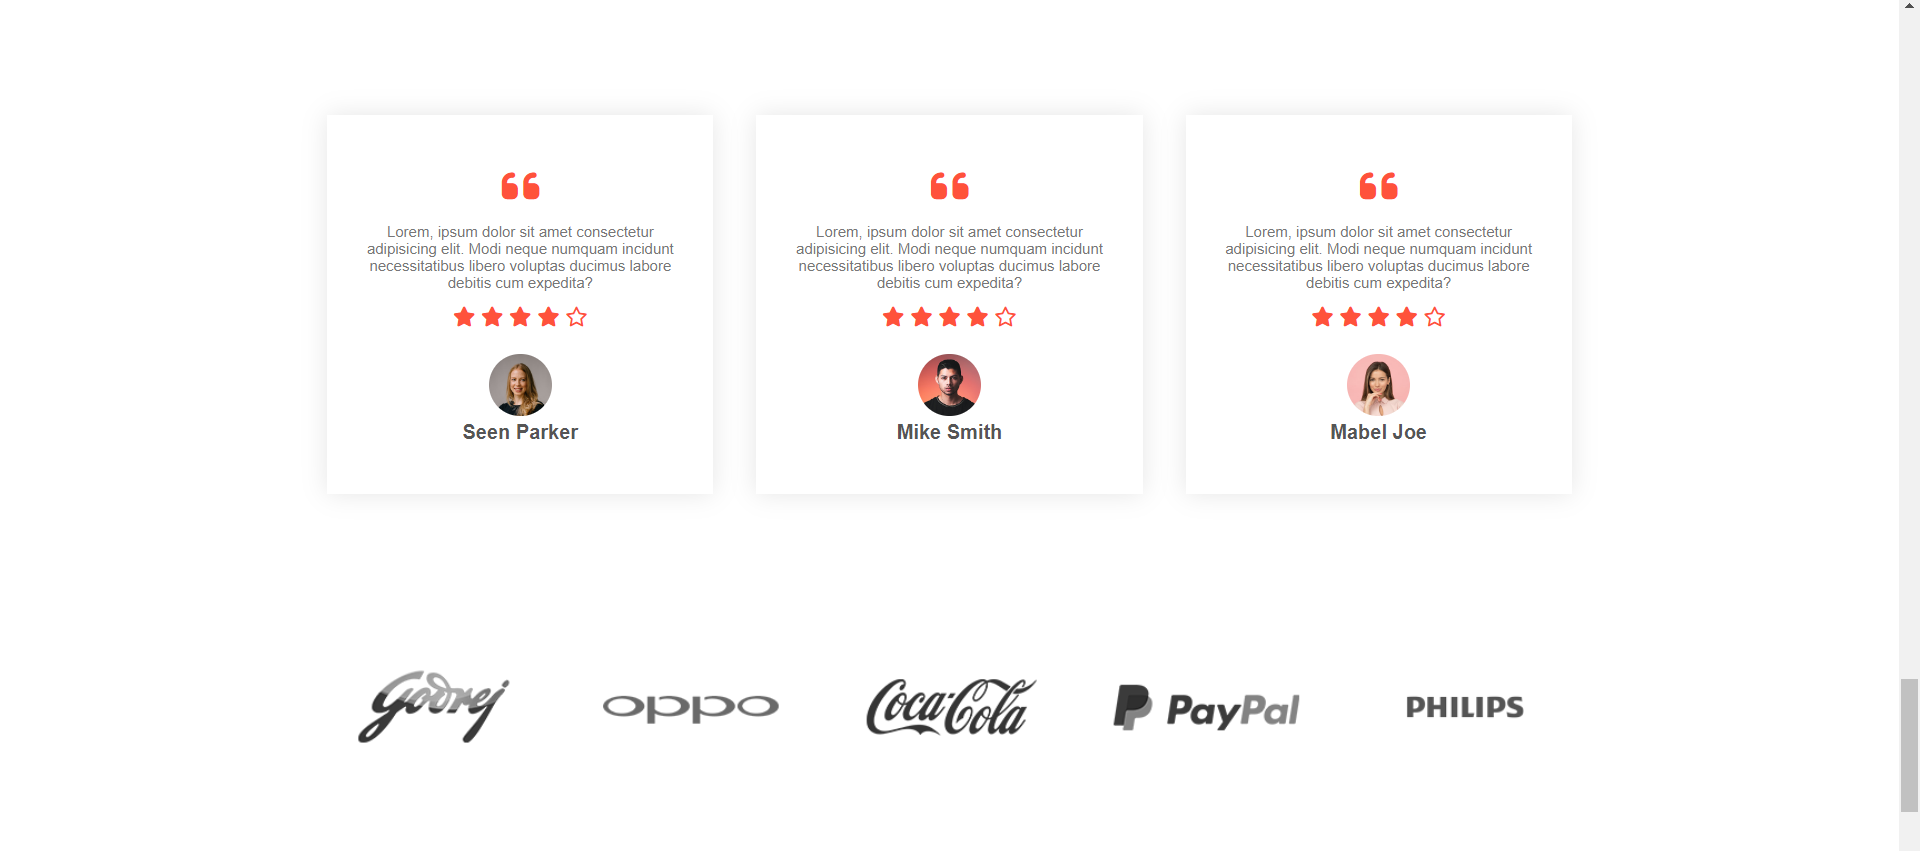 Lorem, ipsum dolor sit amet consectetur
adipisicing elit. Modi neque numquam incidunt
necessitatibus libero voluptas ducimus labore
debitis cum expedita?
Seen Parker
Lorem, ipsum dolor sit amet consectetur
adipisicing elit. Modi neque numquam incidunt
necessitatibus libero voluptas ducimus labore
debitis cum expedita?
Mike Smith
Lorem, ipsum dolor sit amet consectetur
adipisicing elit. Modi neque numquam incidunt
necessitatibus libero voluptas ducimus labore
debitis cum expedita?
Mabel Joe
Godrej
oppo
Coca-Cola
PayPal
PHILIPS